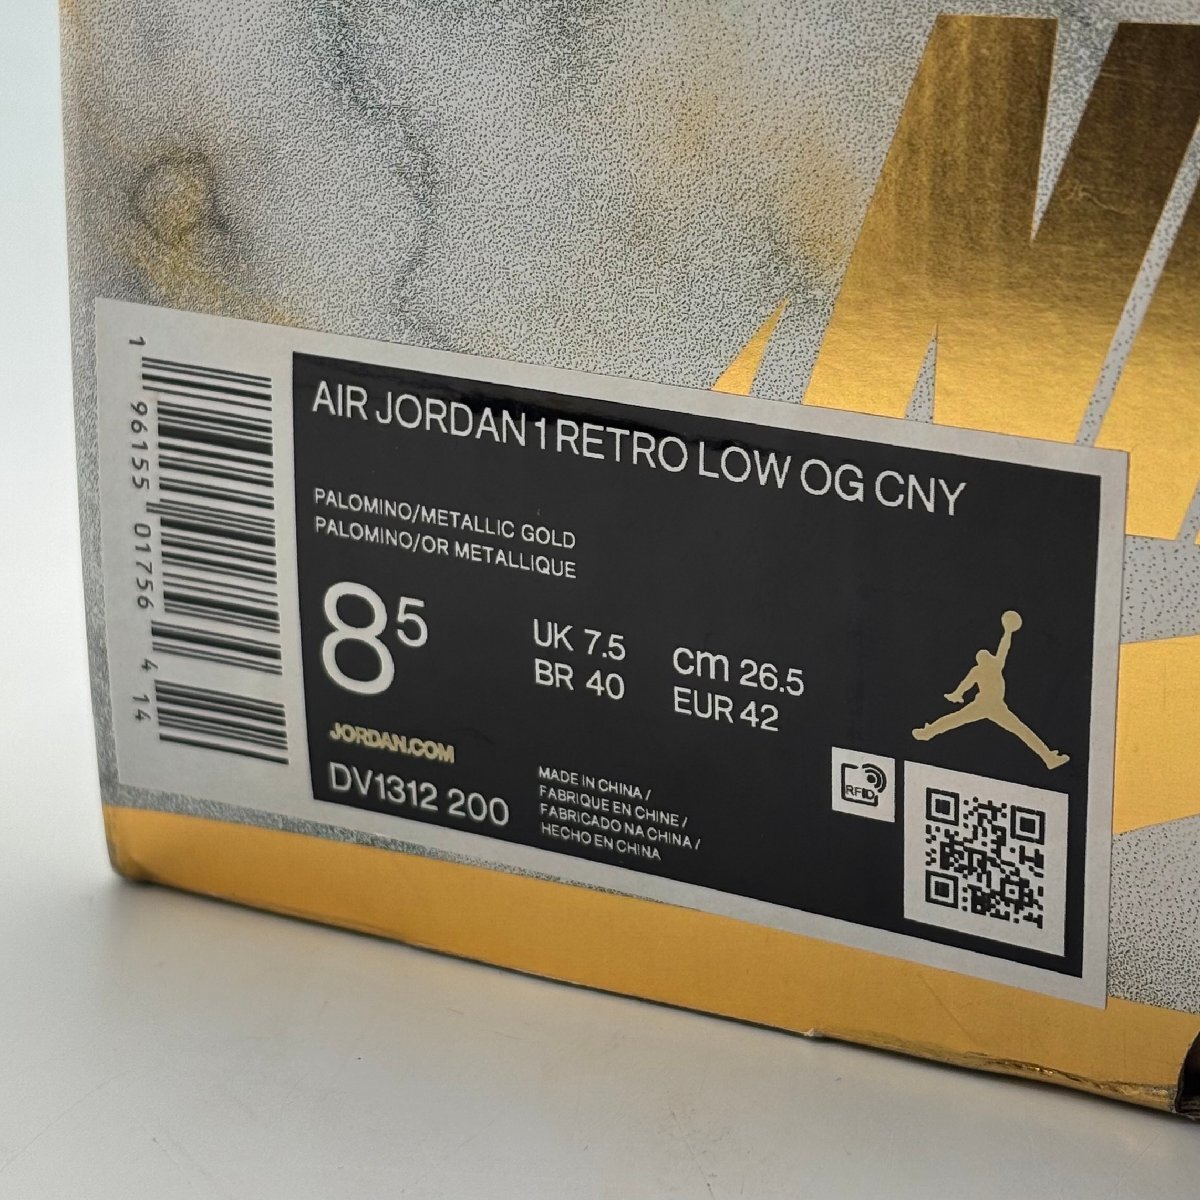 AIR JORDAN 1 RETRO LOW OG CNY
PALOMINO/METALLIC GOLD
PALOMINO/OR METALLIQUE
8 5
UK 7.5
BR 40
cm 26.5
EUR 42
JORDAN.COM
DV1312 200
MADE IN CHINA /
FABRIQUE EN CHINE /
FABRICADO NA CHINA /
HECHO EN CHINA
RFID
1 96155 01756 4 14